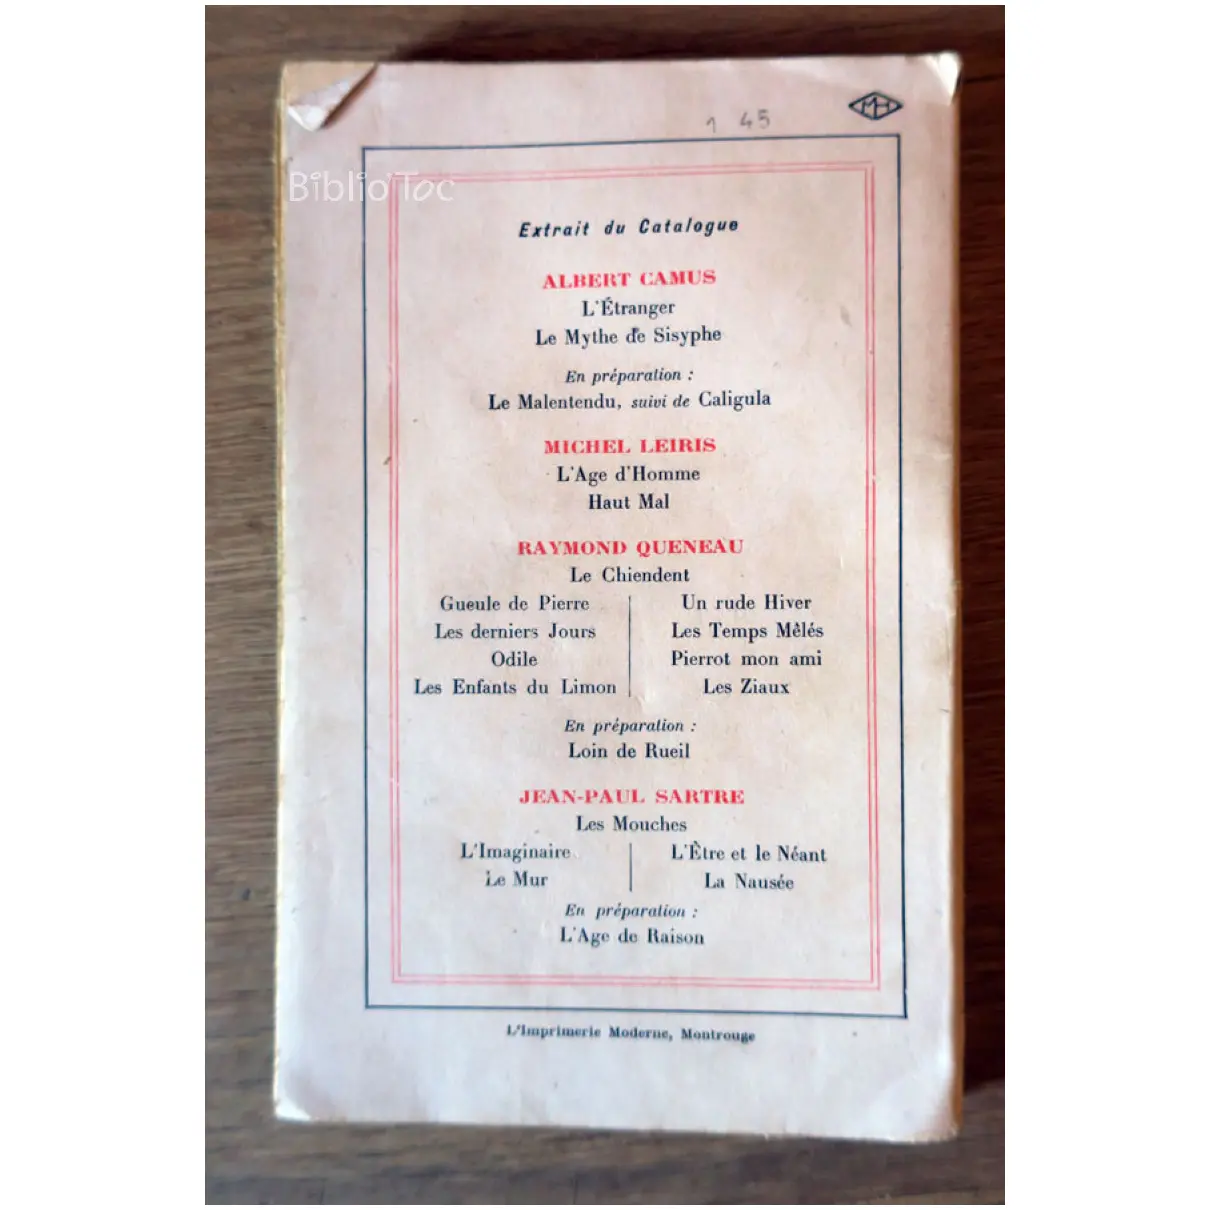 1 45
MH
Biblio'Toc
Extrait du Catalogue
ALBERT CAMUS
L'Étranger
Le Mythe de Sisyphe
En préparation :
Le Malentendu, suivi de Caligula
MICHEL LEIRIS
L'Age d'Homme
Haut Mal
RAYMOND QUENEAU
Le Chiendent
Gueule de Pierre
Les derniers Jours
Odile
Les Enfants du Limon
Un rude Hiver
Les Temps Mêlés
Pierrot mon ami
Les Ziaux
En préparation :
Loin de Rueil
JEAN-PAUL SARTRE
Les Mouches
L'Imaginaire
Le Mur
L'Être et le Néant
La Nausée
En préparation :
L'Age de Raison
L'Imprimerie Moderne, Montrouge